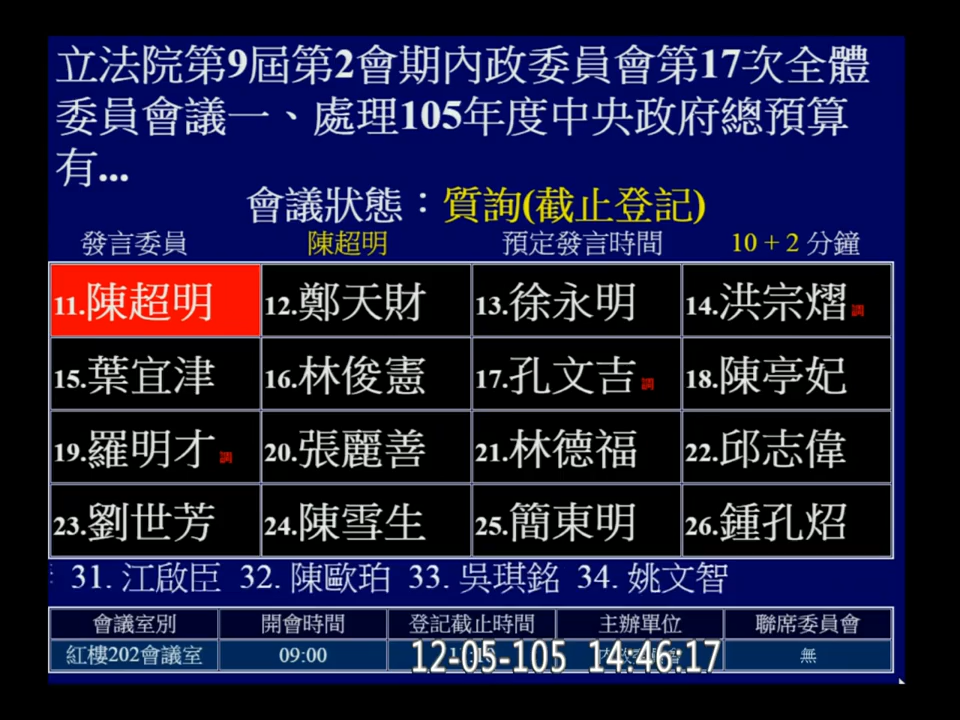 立法院第9屆第2會期內政委員會第17次全體
委員會議一、處理105年度中央政府總預算
有...
會議狀態：質詢(截止登記)
發言委員 陳超明 預定發言時間 10 + 2 分鐘
11.陳超明 12.鄭天財 13.徐永明 14.洪宗熠調
15.葉宜津 16.林俊憲 17.孔文吉調 18.陳亭妃
19.羅明才調 20.張麗善 21.林德福 22.邱志偉
23.劉世芳 24.陳雪生 25.簡東明 26.鍾孔炤
31. 江啟臣 32. 陳歐珀 33. 吳琪銘 34. 姚文智
會議室別 開會時間 登記截止時間 主辦單位 聯席委員會
紅樓202會議室 09:00 無
12-05-105 14:46:17